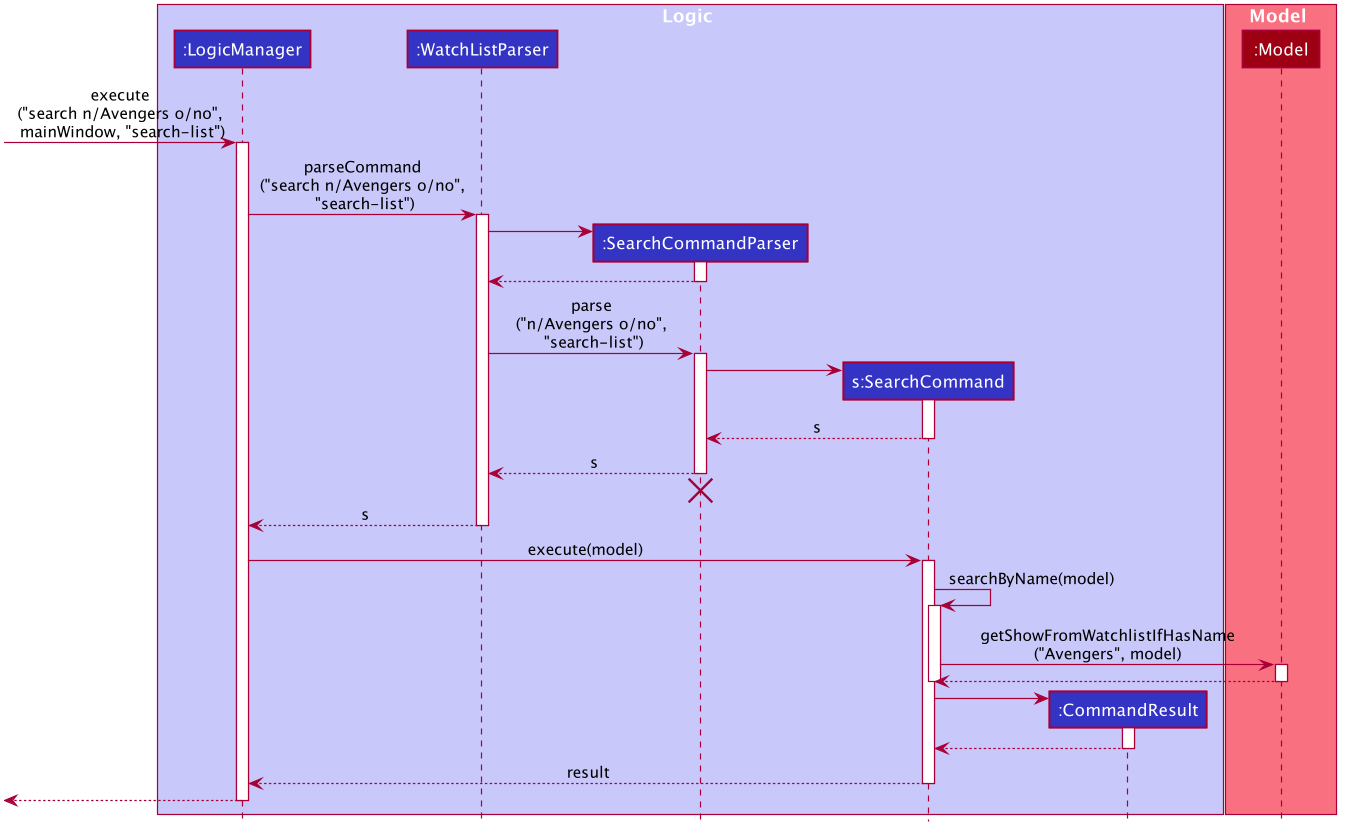 Logic
Model
:LogicManager
:WatchListParser
:Model
execute
("search n/Avengers o/no",
mainWindow, "search-list")
parseCommand
("search n/Avengers o/no",
"search-list")
:SearchCommandParser
parse
("n/Avengers o/no",
"search-list")
s:SearchCommand
s
s
s
execute(model)
searchByName(model)
getShowFromWatchlistIfHasName
("Avengers", model)
:CommandResult
result